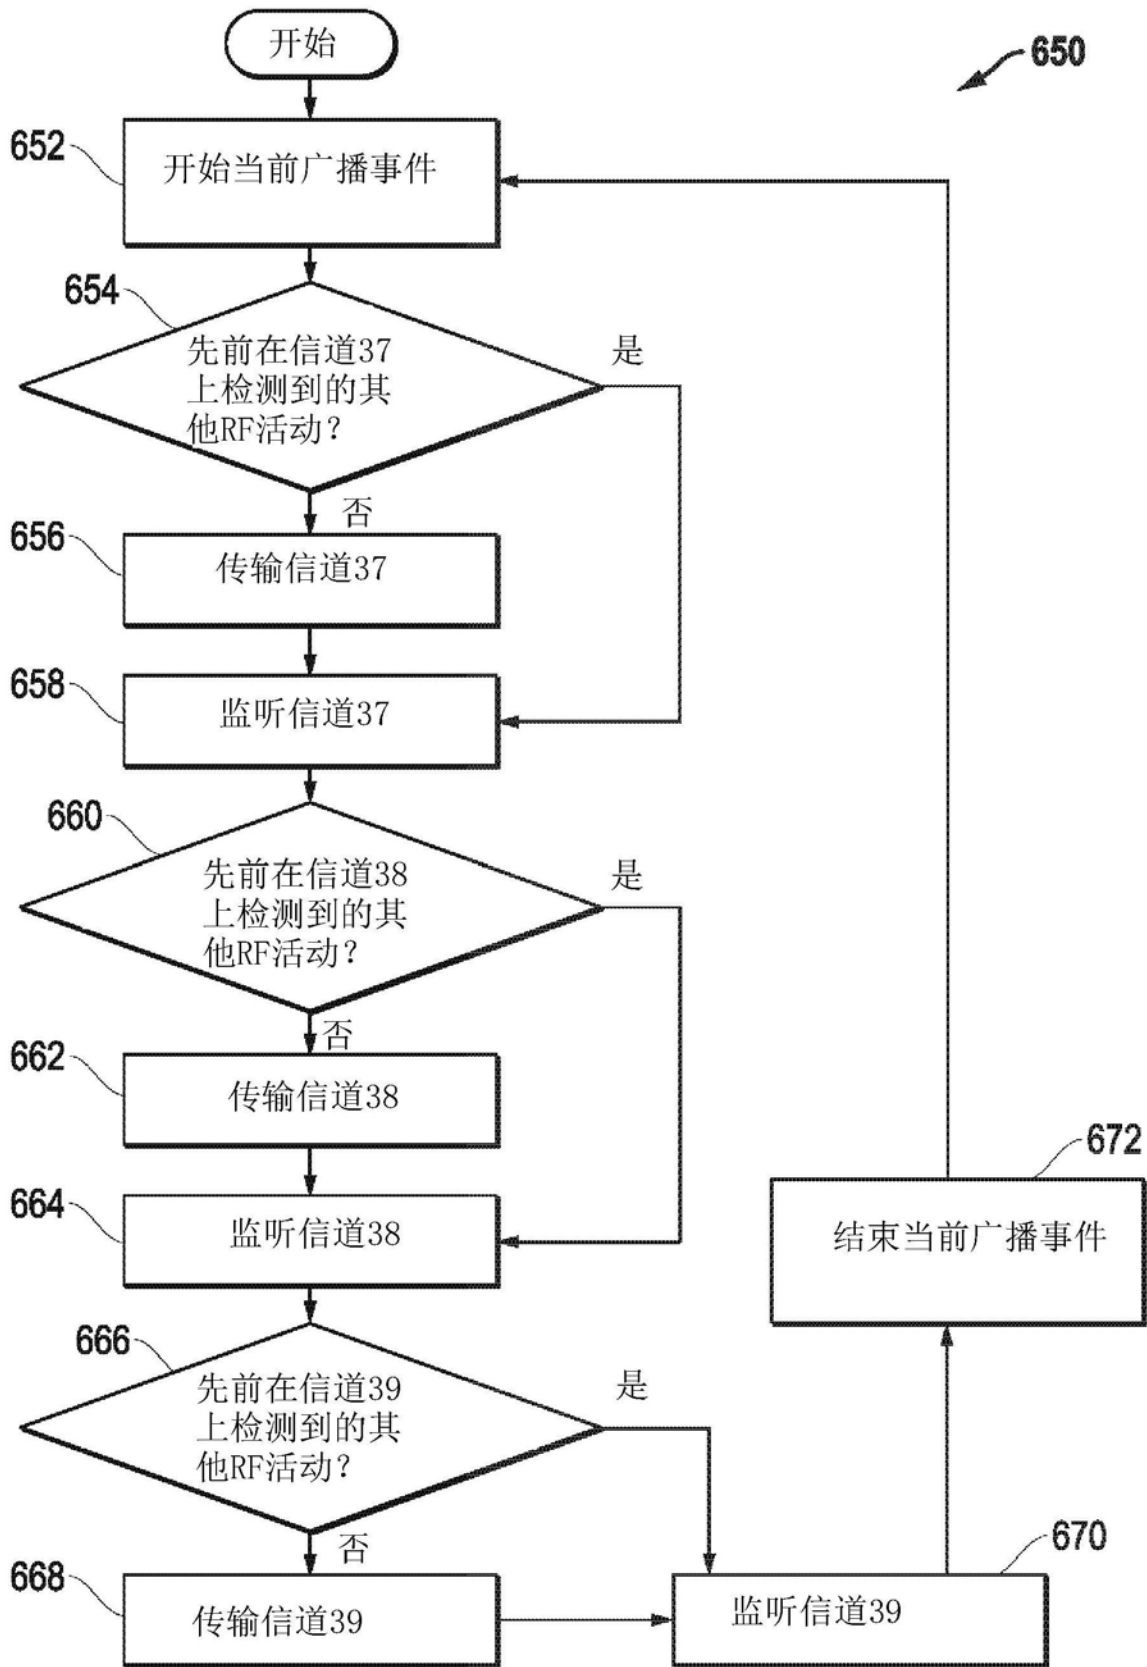 开始
650
652
开始当前广播事件
654
先前在信道37
上检测到的其
他RF活动？
是
否
656
传输信道37
658
监听信道37
660
先前在信道38
上检测到的其
他RF活动？
是
否
662
传输信道38
664
监听信道38
672
结束当前广播事件
666
先前在信道39
上检测到的其
他RF活动？
是
否
668
传输信道39
670
监听信道39